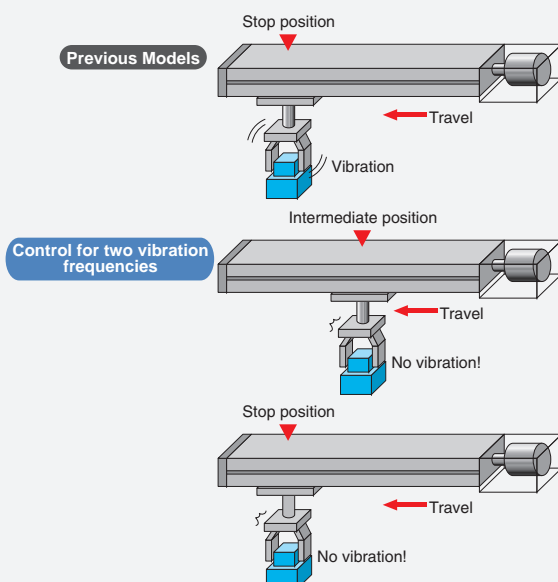 Stop position
Previous Models
Travel
Vibration
Intermediate position
Control for two vibration
frequencies
Travel
No vibration!
Stop position
Travel
No vibration!